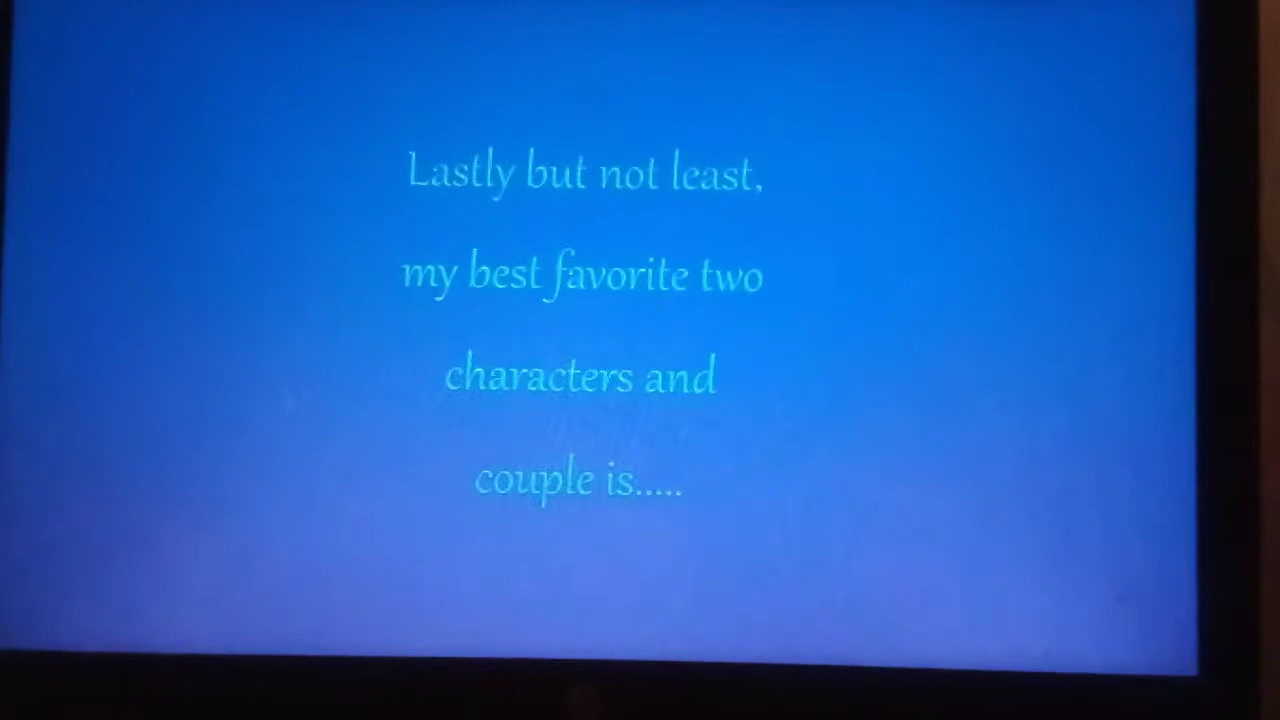 Lastly but not least,
my best favorite two
characters and
couple is.....